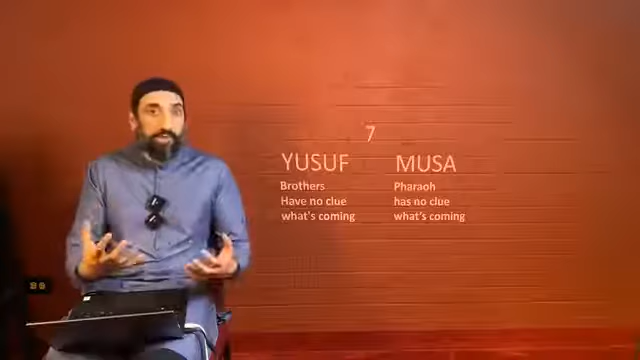 7
YUSUF MUSA
Brothers
Have no clue
what's coming
Pharaoh
has no clue
what's coming